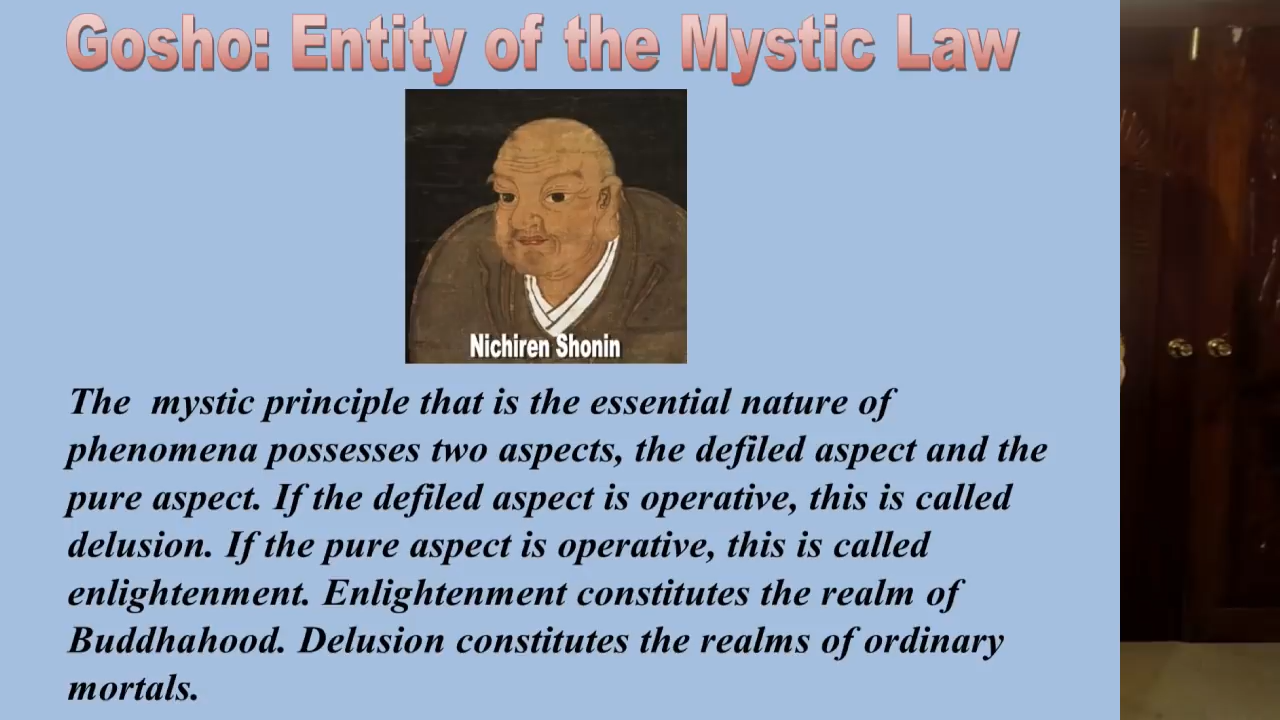 Gosho: Entity of the Mystic Law
Nichiren Shonin
The mystic principle that is the essential nature of
phenomena possesses two aspects, the defiled aspect and the
pure aspect. If the defiled aspect is operative, this is called
delusion. If the pure aspect is operative, this is called
enlightenment. Enlightenment constitutes the realm of
Buddhahood. Delusion constitutes the realms of ordinary
mortals.